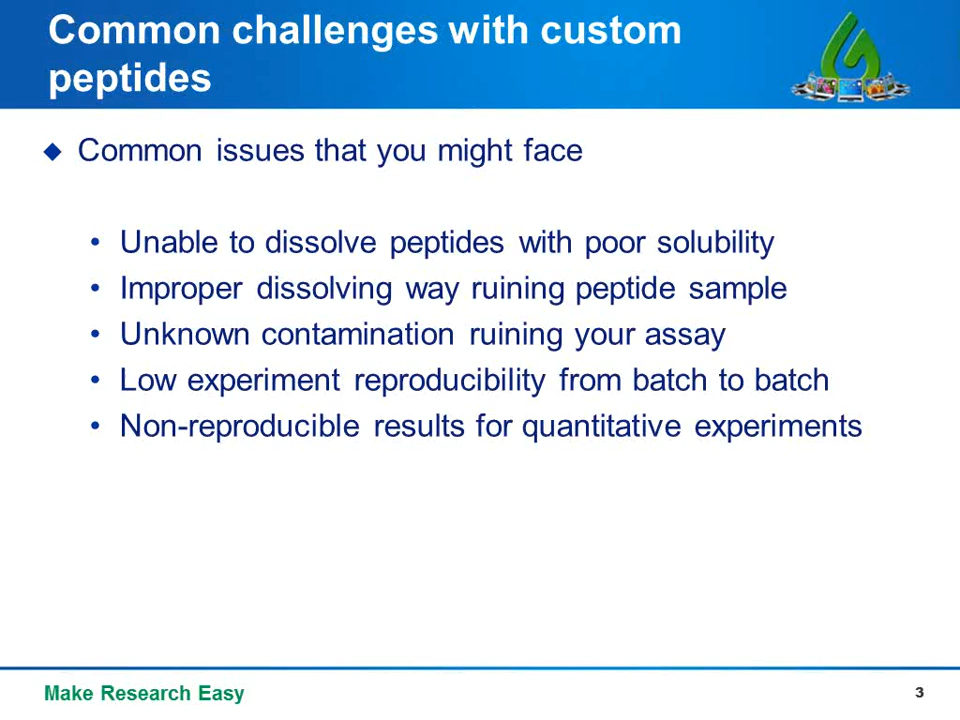 Common challenges with custom
peptides
◆ Common issues that you might face
• Unable to dissolve peptides with poor solubility
• Improper dissolving way ruining peptide sample
• Unknown contamination ruining your assay
• Low experiment reproducibility from batch to batch
• Non-reproducible results for quantitative experiments
Make Research Easy
3